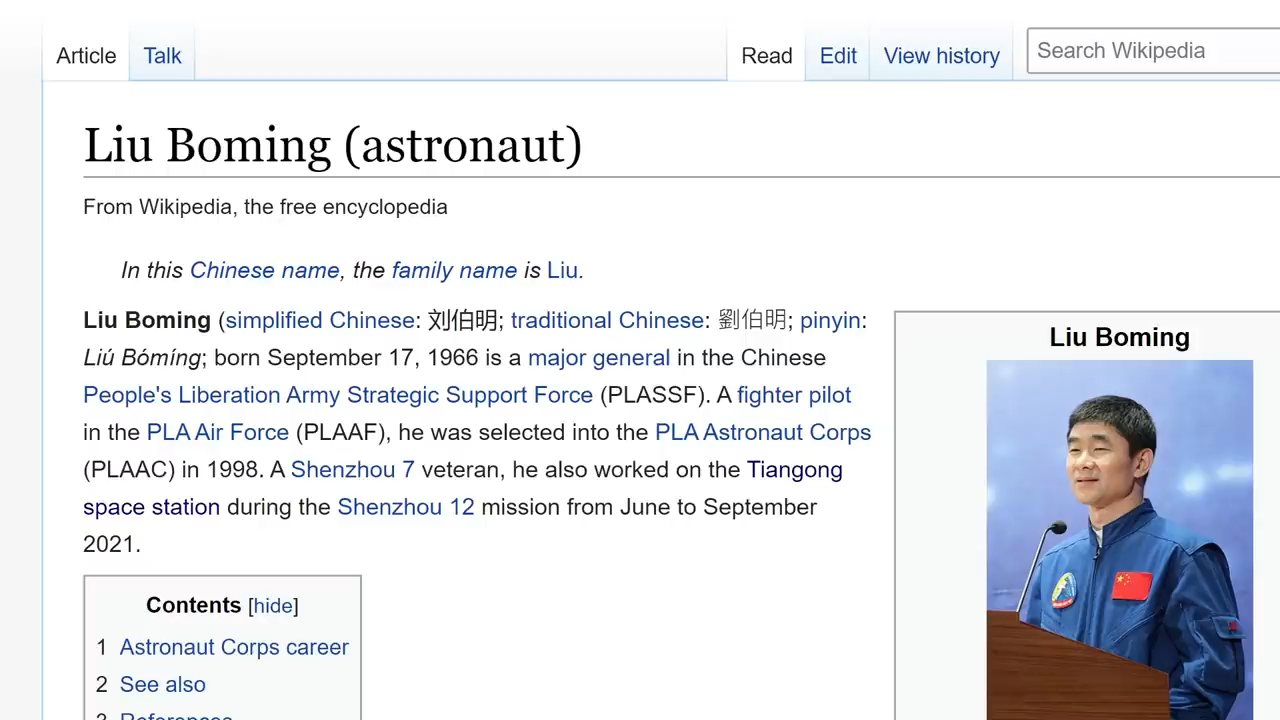 Article Talk Read Edit View history Search Wikipedia
Liu Boming (astronaut)
From Wikipedia, the free encyclopedia
In this Chinese name, the family name is Liu.
Liu Boming (simplified Chinese: 刘伯明; traditional Chinese: 劉伯明; pinyin:
Liú Bómíng; born September 17, 1966 is a major general in the Chinese
People's Liberation Army Strategic Support Force (PLASSF). A fighter pilot
in the PLA Air Force (PLAAF), he was selected into the PLA Astronaut Corps
(PLAAC) in 1998. A Shenzhou 7 veteran, he also worked on the Tiangong
space station during the Shenzhou 12 mission from June to September
2021.
Liu Boming
Contents [hide]
1 Astronaut Corps career
2 See also
3 References